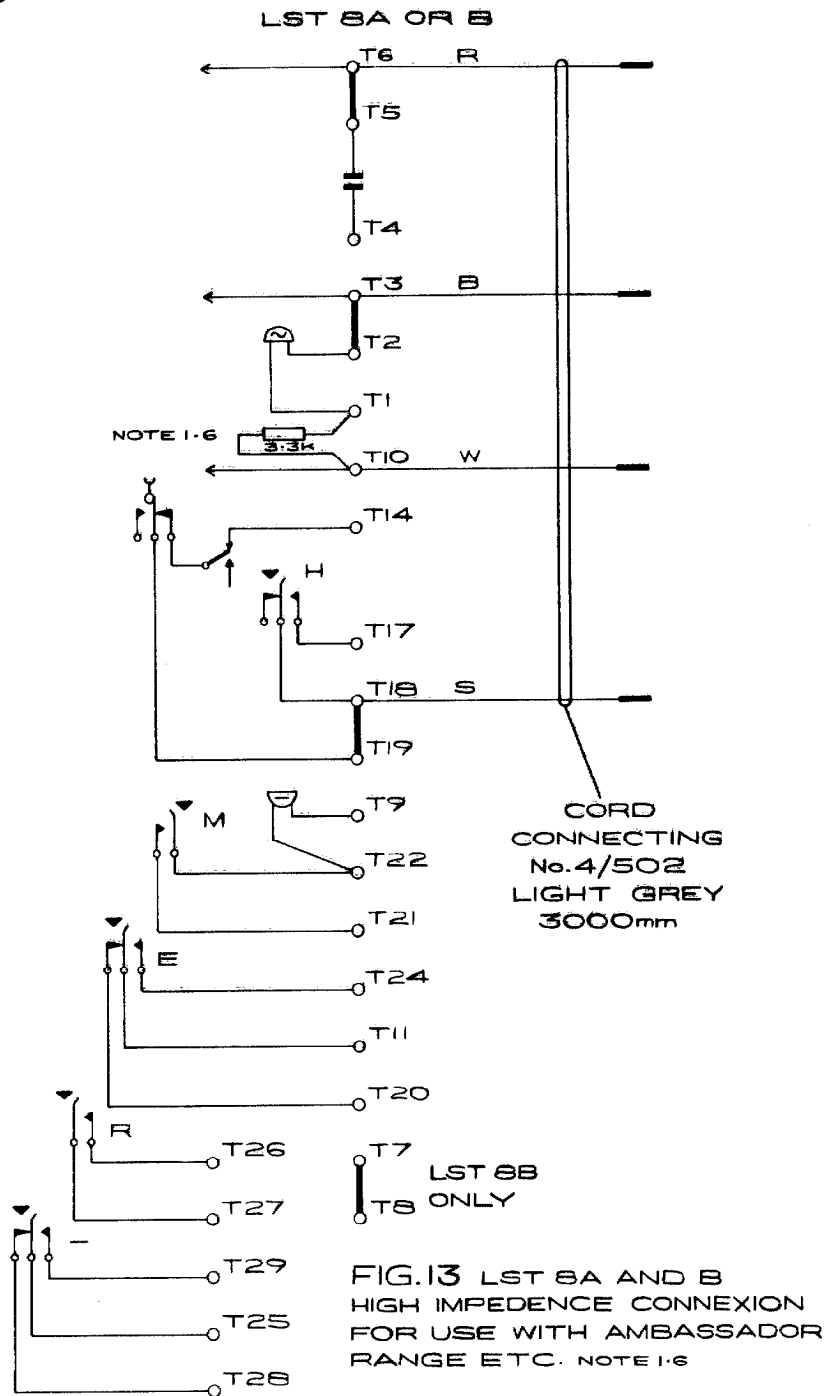 LST 8A OR B
T6 R
T5
T4
T3 B
T2
T1
NOTE 1·6
3·3K
T10 W
T14
H
T17
T18 S
T19
M
T9
T22
T21
E
T24
T11
T20
R
T26
T27
T7
T8
LST 8B
ONLY
T29
T25
T28
CORD
CONNECTING
No.4/502
LIGHT GREY
3000mm
FIG.13 LST 8A AND B
HIGH IMPEDENCE CONNEXION
FOR USE WITH AMBASSADOR
RANGE ETC. NOTE 1·6